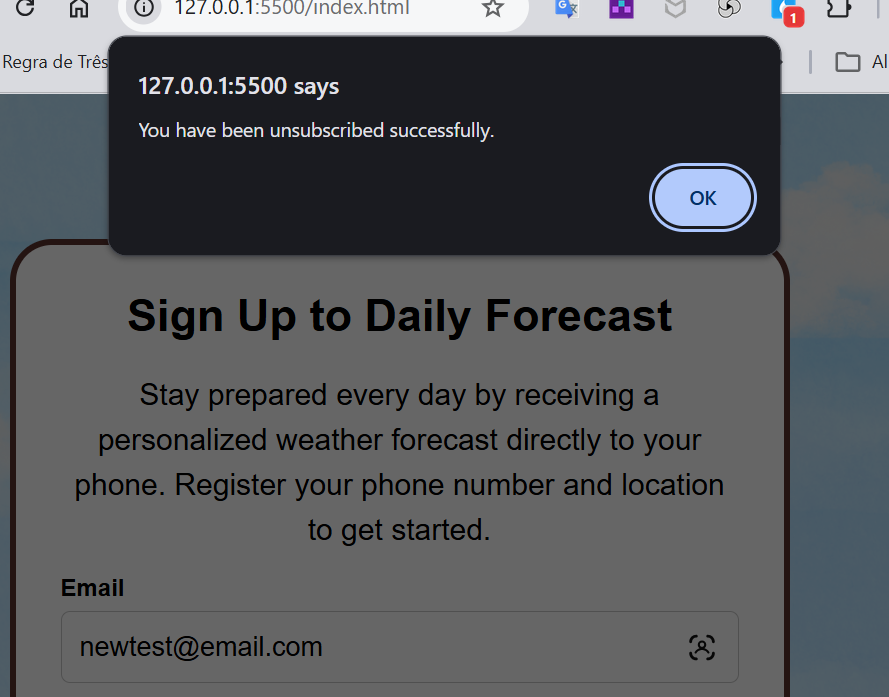 127.0.0.1:5500/index.html
1
Regra de Três
Al
127.0.0.1:5500 says
You have been unsubscribed successfully.
OK
Sign Up to Daily Forecast
Stay prepared every day by receiving a
personalized weather forecast directly to your
phone. Register your phone number and location
to get started.
Email
newtest@email.com